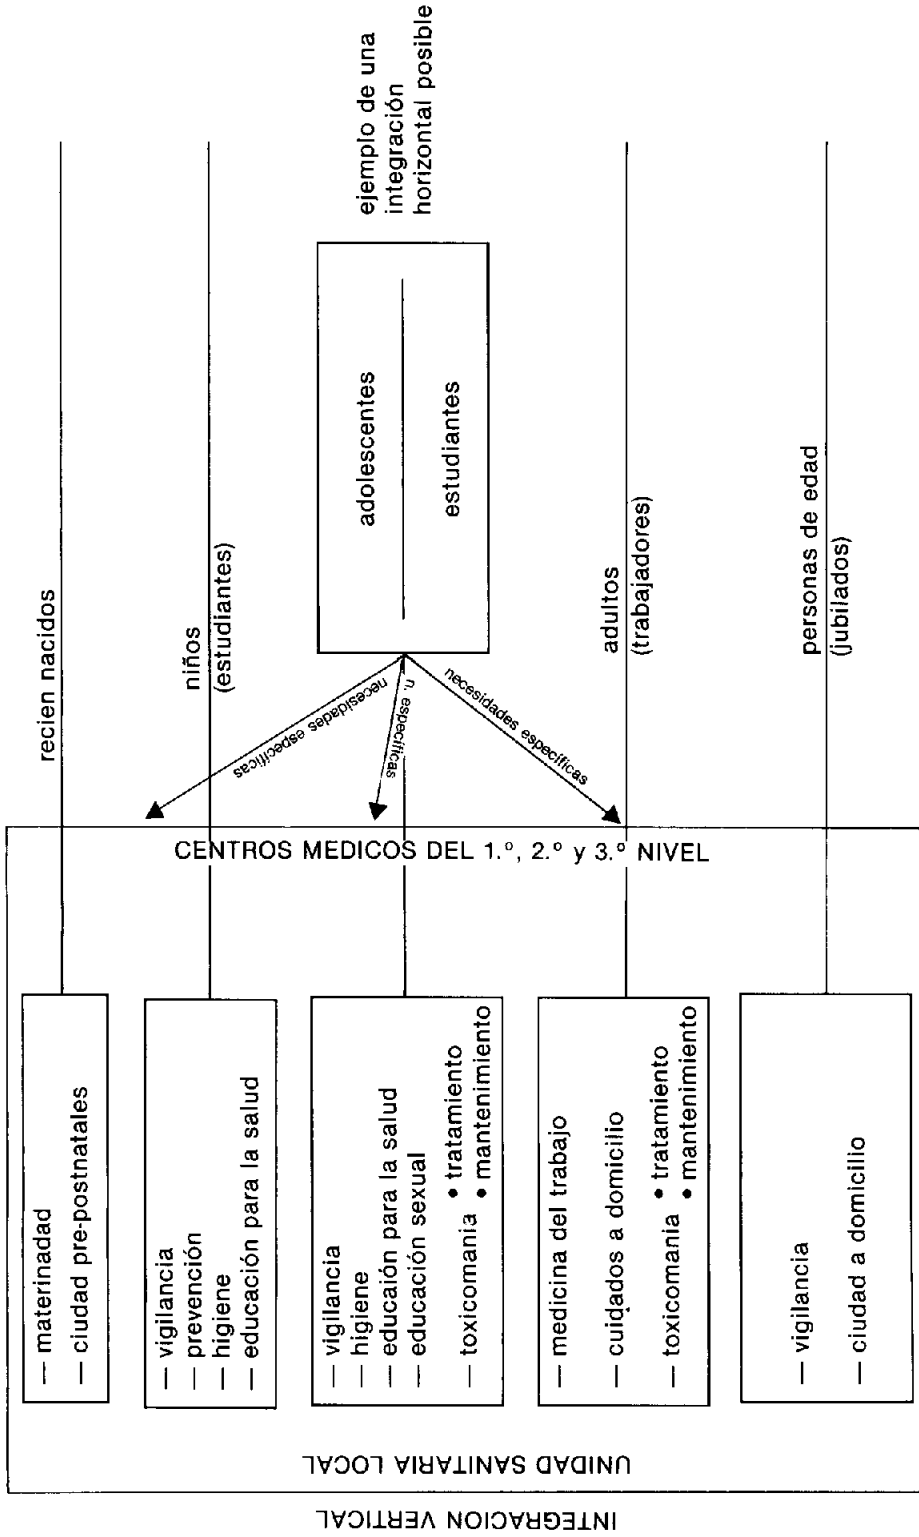 INTEGRACION VERTICAL
UNIDAD SANITARIA LOCAL
— materinadad
— ciudad pre-postnatales
— vigilancia
— prevención
— higiene
— educación para la salud
— vigilancia
— higiene
— educaión para la salud
— educación sexual
— toxicomania • tratamiento
• mantenimiento
— medicina del trabajo
— cuidados a domicilio
— toxicomania • tratamiento
• mantenimiento
— vigilancia
— ciudad a domicilio
CENTROS MEDICOS DEL 1.º, 2.º y 3.º NIVEL
recien nacidos
niños
(estudiantes)
necesidades específicas
n. específicas
necesidades específicas
adolescentes
estudiantes
ejemplo de una
integración
horizontal posible
adultos
(trabajadores)
personas de edad
(jubilados)